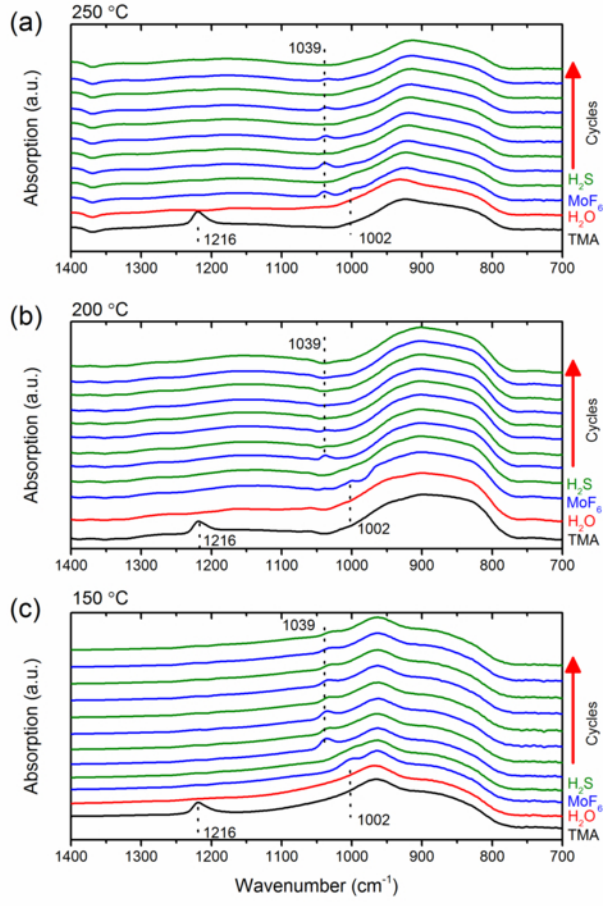 (a) 250 °C
1039
Absorption (a.u.)
Cycles
H₂S
MoF₆
H₂O
TMA
1216
1002
1400 1300 1200 1100 1000 900 800 700
(b) 200 °C
1039
Absorption (a.u.)
Cycles
H₂S
MoF₆
H₂O
TMA
1216
1002
1400 1300 1200 1100 1000 900 800 700
(c) 150 °C
1039
Absorption (a.u.)
Cycles
H₂S
MoF₆
H₂O
TMA
1216
1002
1400 1300 1200 1100 1000 900 800 700
Wavenumber (cm⁻¹)